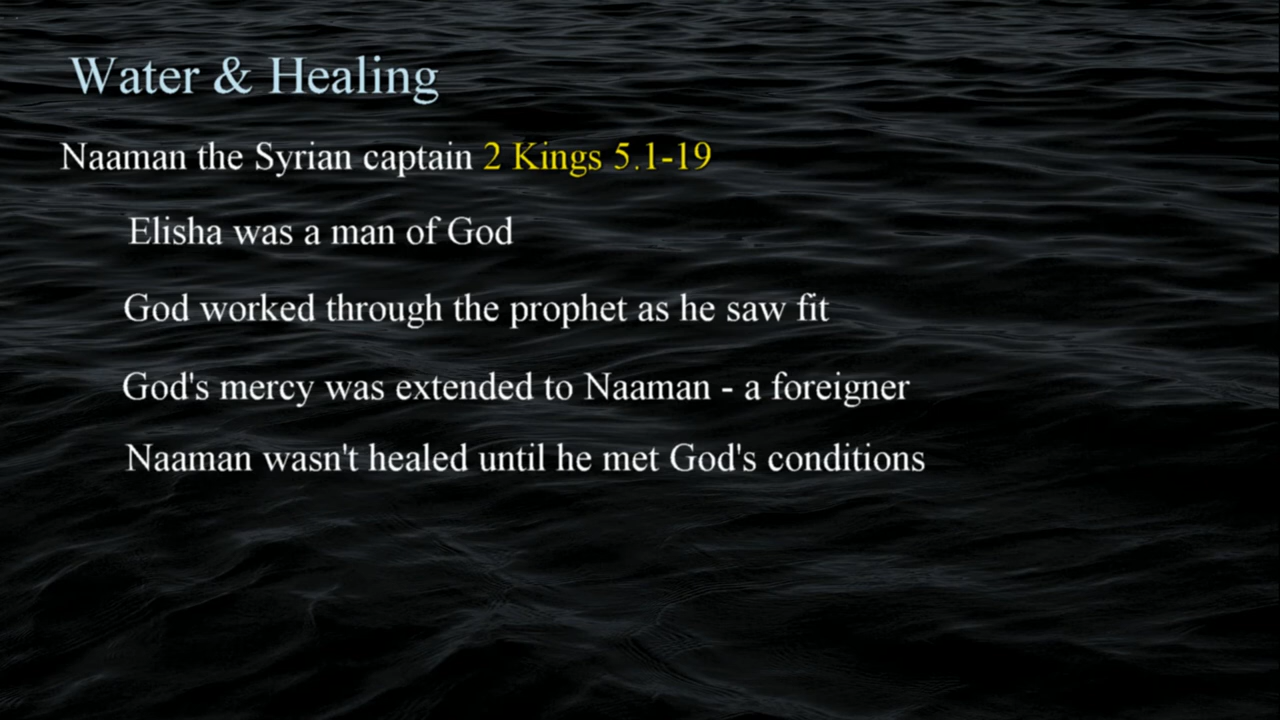 Water & Healing
Naaman the Syrian captain 2 Kings 5.1-19
Elisha was a man of God
God worked through the prophet as he saw fit
God's mercy was extended to Naaman - a foreigner
Naaman wasn't healed until he met God's conditions